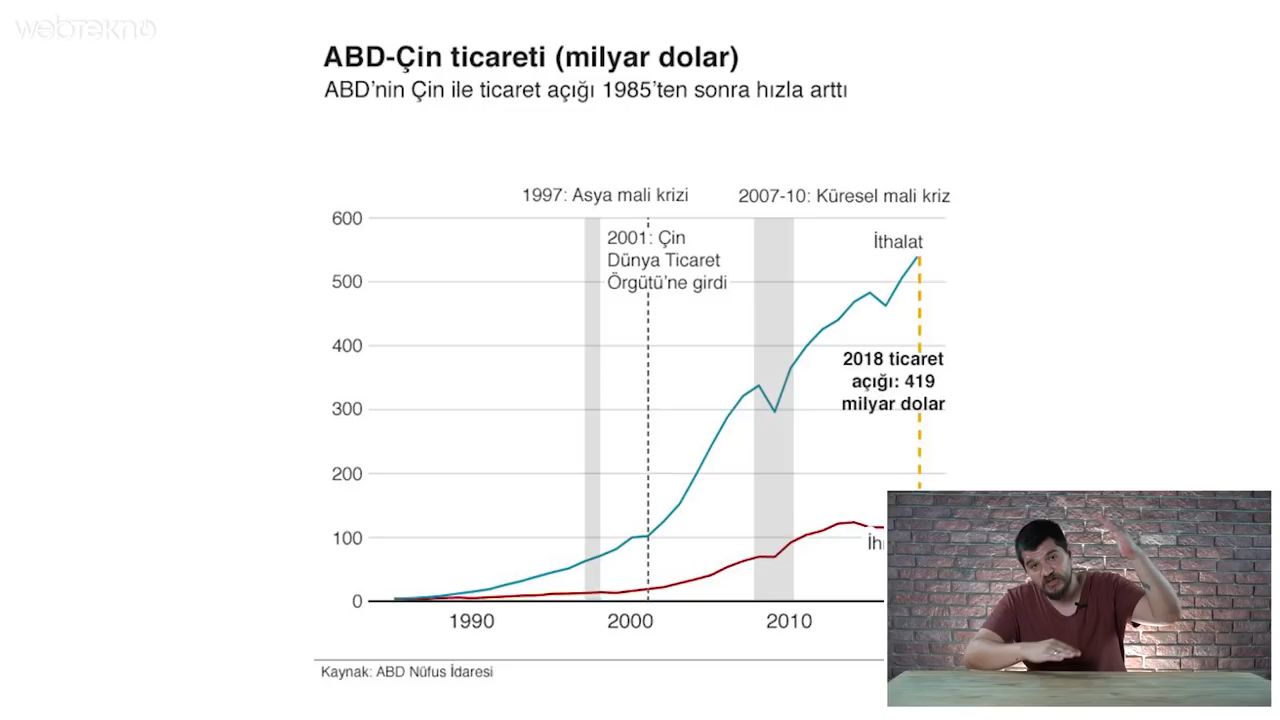 webtekno
ABD-Çin ticareti (milyar dolar)
ABD'nin Çin ile ticaret açığı 1985'ten sonra hızla arttı
1997: Asya mali krizi
2007-10: Küresel mali kriz
600
500
400
300
200
100
0
2001: Çin
Dünya Ticaret
Örgütü'ne girdi
İthalat
2018 ticaret
açığı: 419
milyar dolar
1990
2000
2010
Kaynak: ABD Nüfus İdaresi